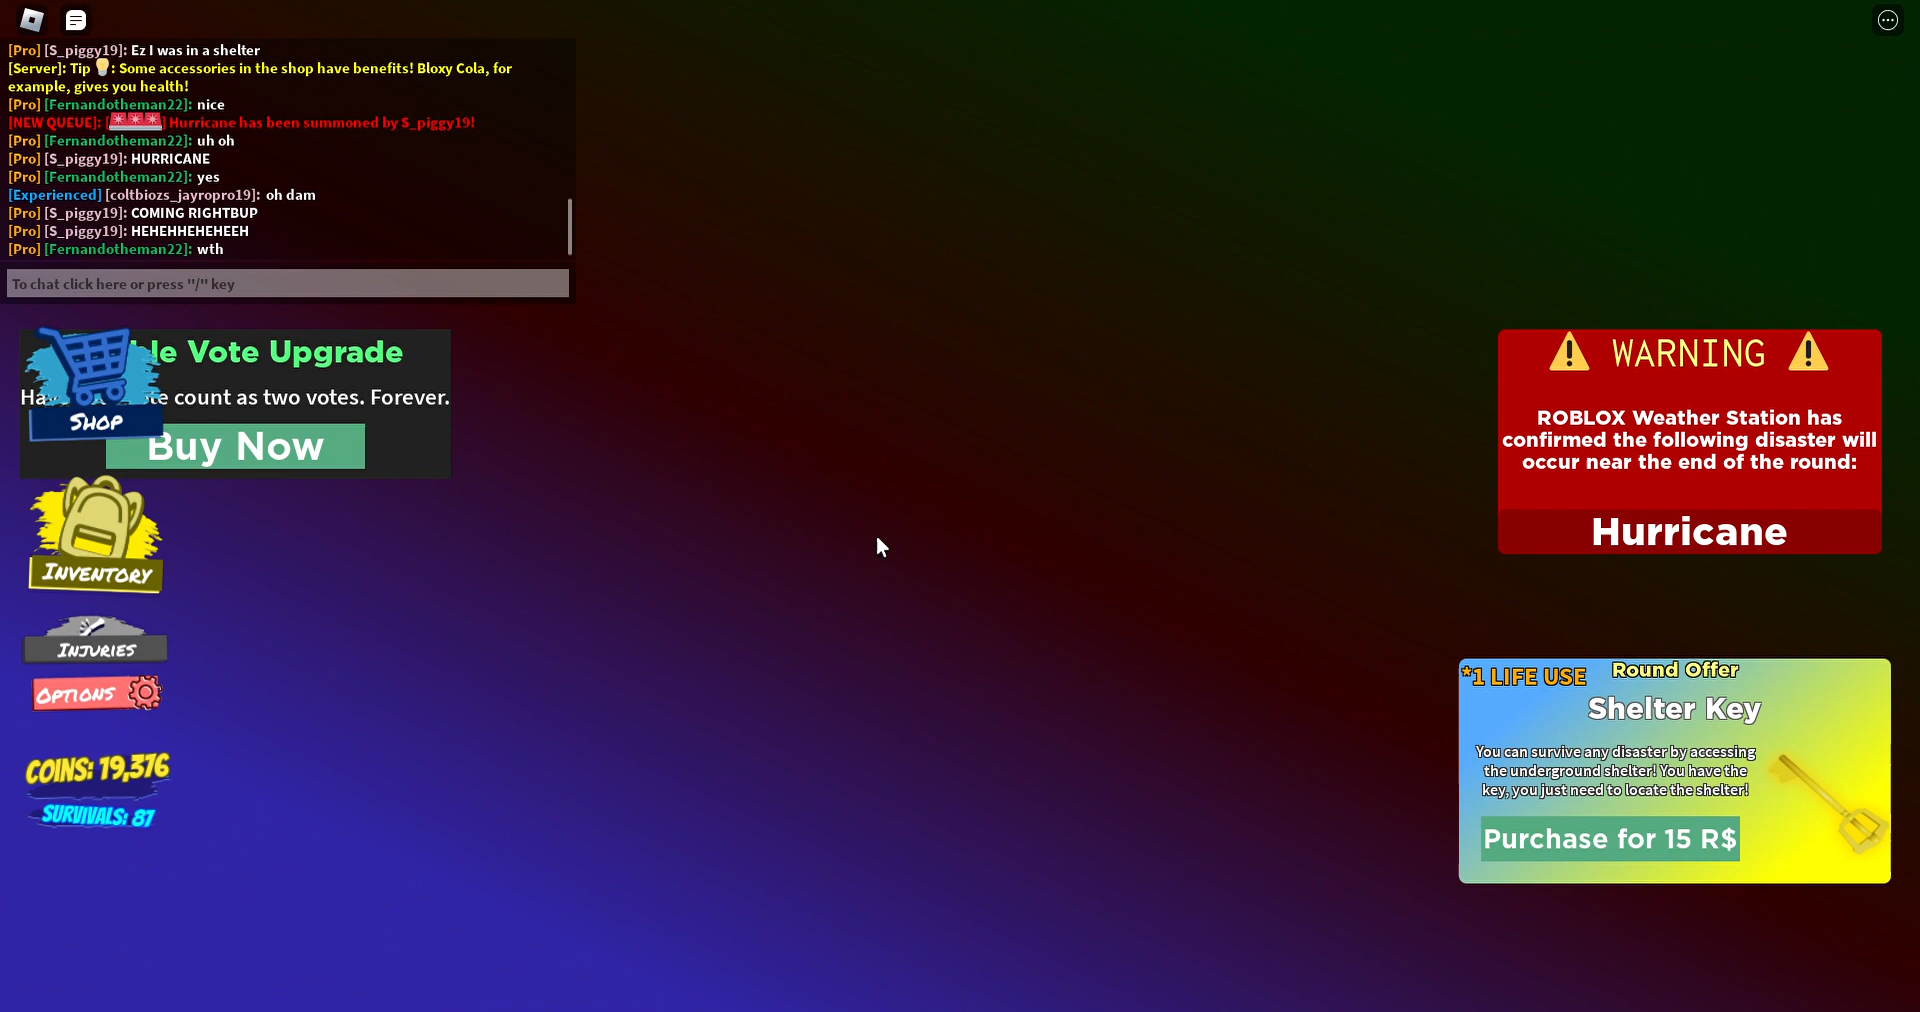 [Pro] [S_piggy19]: Ez I was in a shelter
[Server]: Tip 💡: Some accessories in the shop have benefits! Bloxy Cola, for
example, gives you health!
[Pro] [Fernandotheman22]: nice
[NEW QUEUE]: [🚨🚨🚨] Hurricane has been summoned by S_piggy19!
[Pro] [Fernandotheman22]: uh oh
[Pro] [S_piggy19]: HURRICANE
[Pro] [Fernandotheman22]: yes
[Experienced] [coltbiozs_jayropro19]: oh dam
[Pro] [S_piggy19]: COMING RIGHTBUP
[Pro] [S_piggy19]: HEHEHHEHEHEEH
[Pro] [Fernandotheman22]: wth
To chat click here or press "/" key
Vote Upgrade
count as two votes. Forever.
Buy Now
SHOP
INVENTORY
INJURIES
OPTIONS
COINS: 19,376
SURVIVALS: 87
⚠️ WARNING ⚠️
ROBLOX Weather Station has
confirmed the following disaster will
occur near the end of the round:
Hurricane
*1 LIFE USE
Round Offer
Shelter Key
You can survive any disaster by accessing
the underground shelter! You have the
key, you just need to locate the shelter!
Purchase for 15 R$